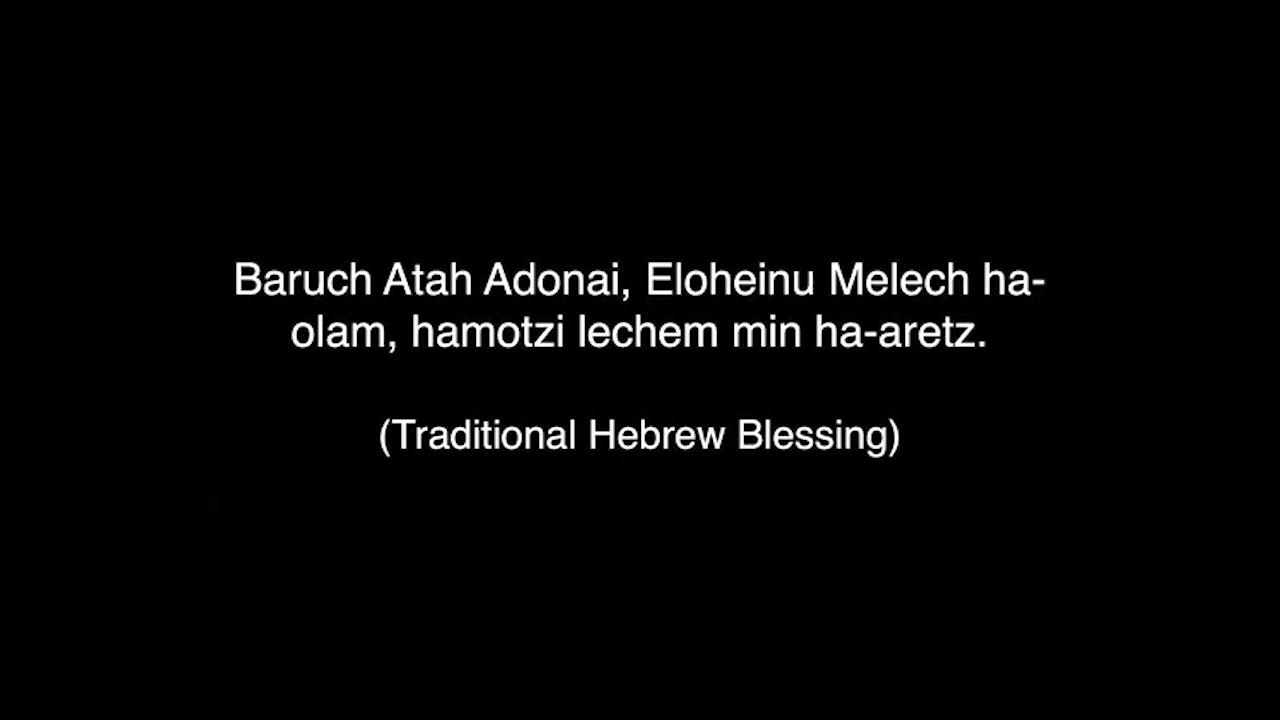 Baruch Atah Adonai, Eloheinu Melech ha-
olam, hamotzi lechem min ha-aretz.
(Traditional Hebrew Blessing)